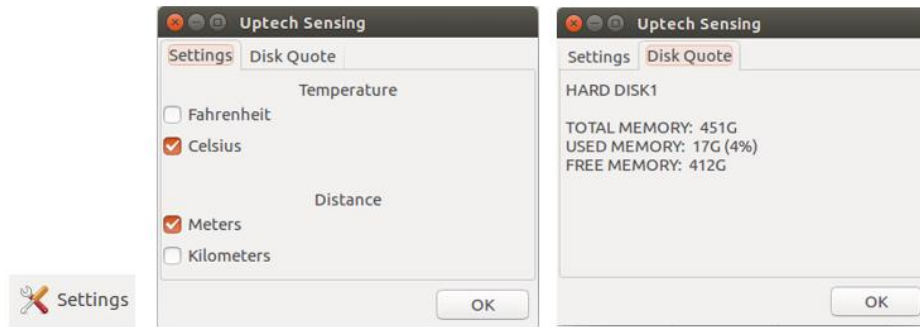 Settings
Uptech Sensing
Settings Disk Quote
Temperature
Fahrenheit
Celsius
Distance
Meters
Kilometers
OK
Uptech Sensing
Settings Disk Quote
HARD DISK1
TOTAL MEMORY: 451G
USED MEMORY: 17G (4%)
FREE MEMORY: 412G
OK